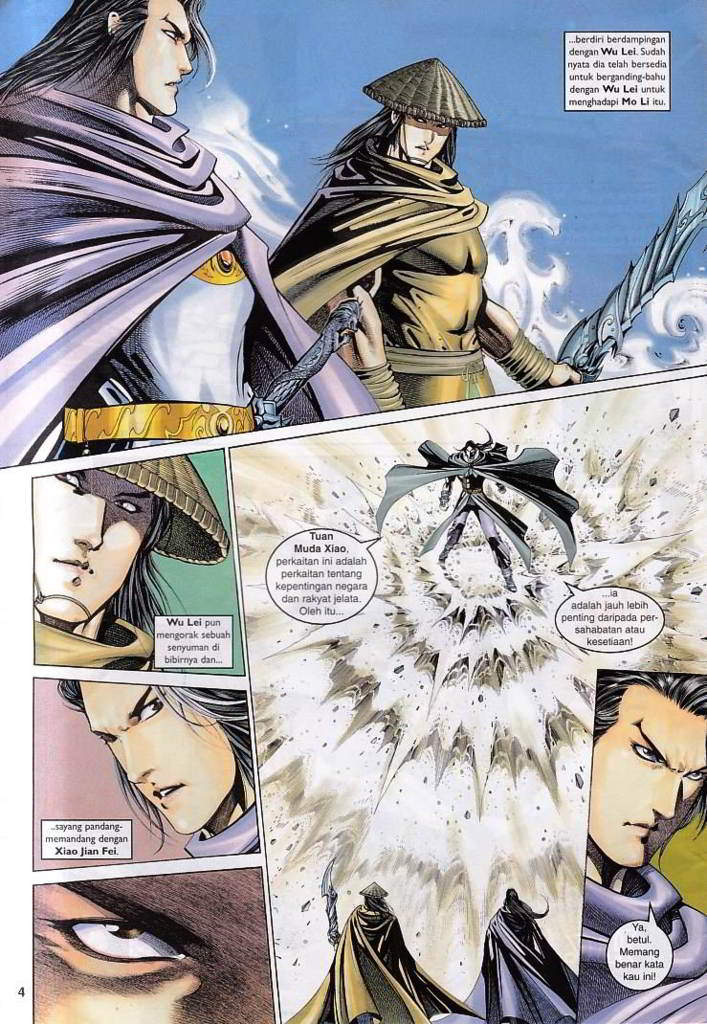 ...berdiri berdampingan
dengan Wu Lei. Sudah
nyata dia telah bersedia
untuk berganding-bahu
dengan Wu Lei untuk
menghadapi Mo Li itu.
Wu Lei pun
mengorak sebuah
senyuman di
bibirnya dan...
..sayang pandang-
memandang dengan
Xiao Jian Fei.
Tuan
Muda Xiao,
perkaitan ini adalah
perkaitan tentang
kepentingan negara
dan rakyat jelata.
Oleh itu...
...ia
adalah jauh lebih
penting daripada per-
sahabatan atau
kesetiaan!
Ya,
betul.
Memang
benar kata
kau ini!
4